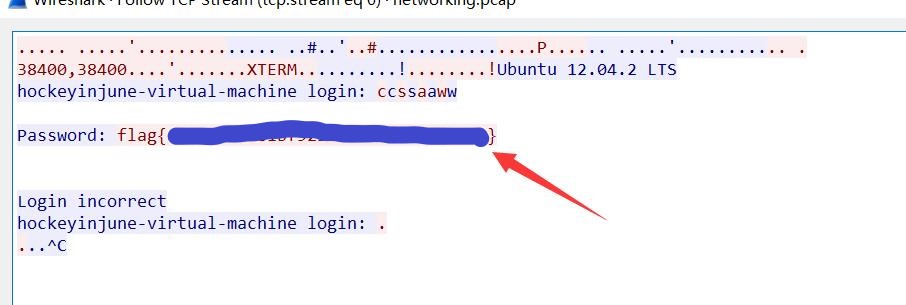 Wireshark · Follow TCP Stream (tcp.stream eq 0) · networking.pcap
..... .....'............... ..#..'..#.................P...... .....'........... .
38400,38400....'.......XTERM..........!........!Ubuntu 12.04.2 LTS
hockeyinjune-virtual-machine login: ccssaaww
Password: flag{ }
Login incorrect
hockeyinjune-virtual-machine login: .
...^C